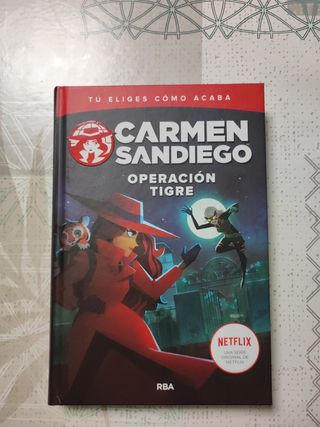 TÚ ELIGES CÓMO ACABA
CARMEN
SANDIEGO
OPERACIÓN
TIGRE
NETFLIX
UNA SERIE
ORIGINAL DE
NETFLIX
RBA